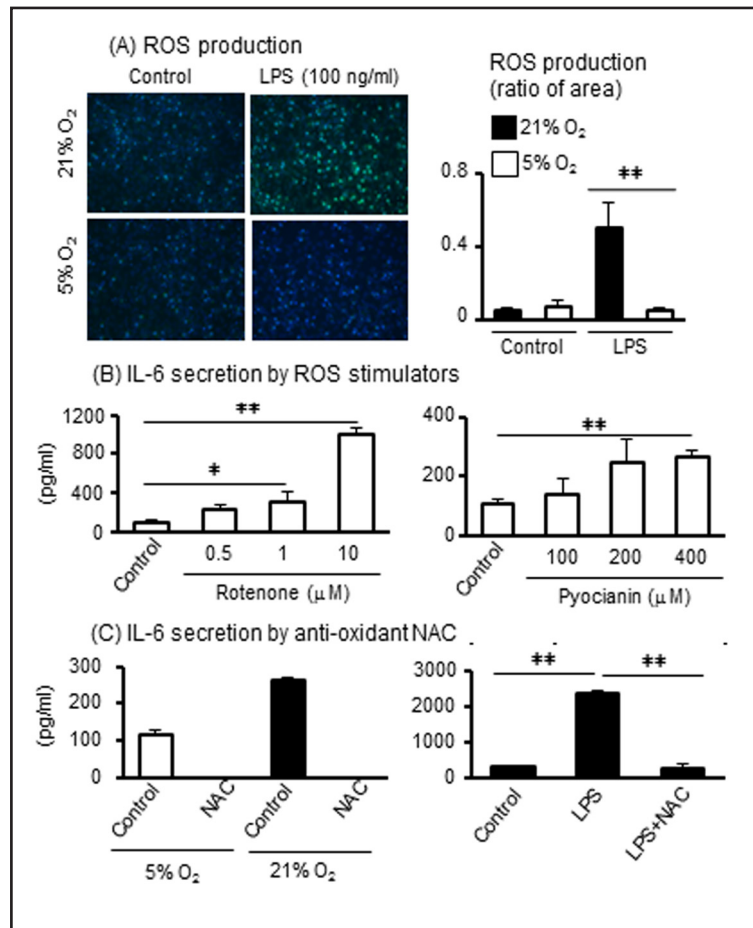 (A) ROS production
Control LPS (100 ng/ml)
21% O₂
5% O₂
ROS production
(ratio of area)
21% O₂
5% O₂
0.8
0.4
0
**
Control LPS
(B) IL-6 secretion by ROS stimulators
(pg/ml)
1200
800
400
0
**
*
Control
0.5 1 10
Rotenone (μM)
400
200
0
**
Control
100 200 400
Pyocianin (μM)
(C) IL-6 secretion by anti-oxidant NAC
(pg/ml)
300
200
100
0
Control NAC Control NAC
5% O₂ 21% O₂
3000
2000
1000
0
** **
Control LPS LPS+NAC